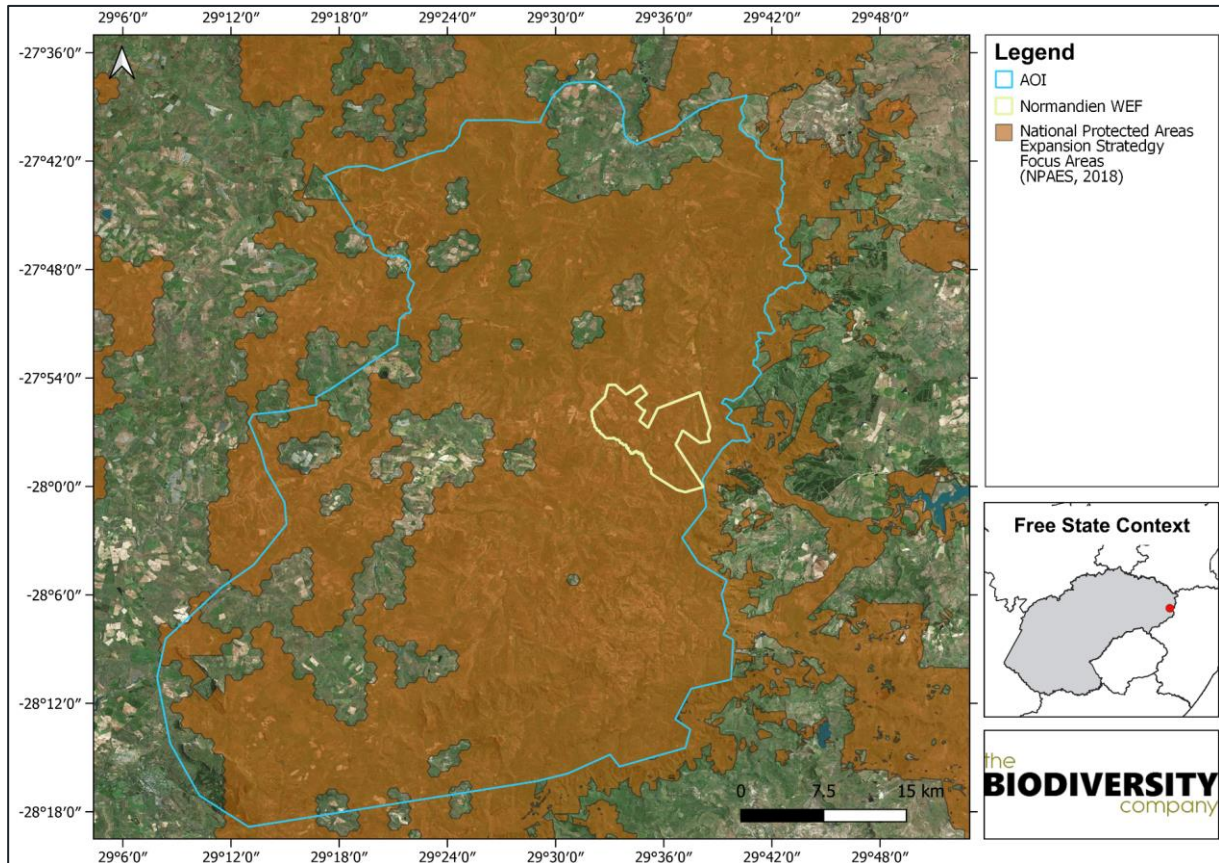 29°6′0″ 29°12′0″ 29°18′0″ 29°24′0″ 29°30′0″ 29°36′0″ 29°42′0″ 29°48′0″
-27°36′0″
-27°42′0″
-27°48′0″
-27°54′0″
-28°0′0″
-28°6′0″
-28°12′0″
-28°18′0″
Legend
AOI
Normandien WEF
National Protected Areas
Expansion Stratedgy
Focus Areas
(NPAES, 2018)
Free State Context
0 7.5 15 km
the
BIODIVERSITY
company
29°6′0″ 29°12′0″ 29°18′0″ 29°24′0″ 29°30′0″ 29°36′0″ 29°42′0″ 29°48′0″